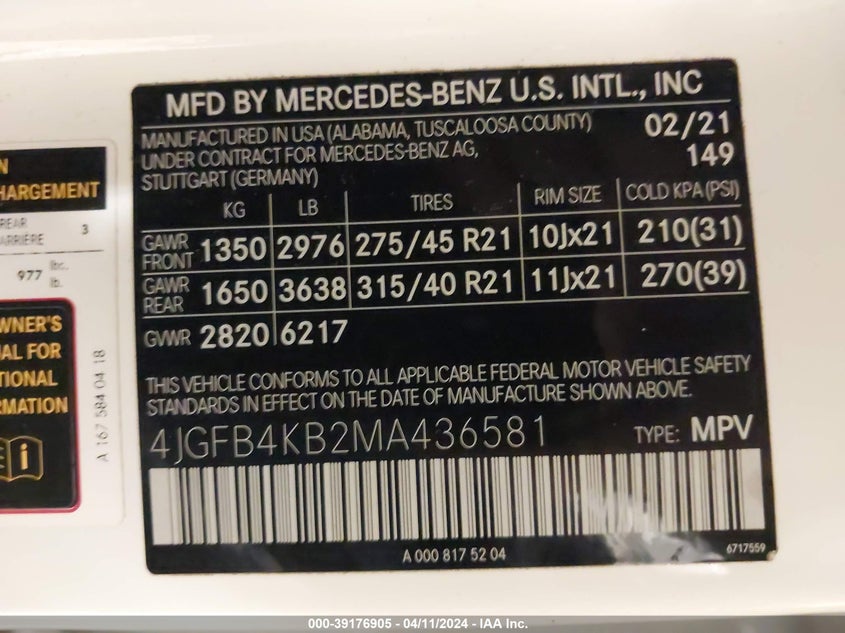 N
HARGEMENT
REAR
ARRIÈRE 3
977 lbc.
lb.
WNER'S
AL FOR
TIONAL
RMATION
i
A 167 584 04 18
MFD BY MERCEDES-BENZ U.S. INTL., INC
MANUFACTURED IN USA (ALABAMA, TUSCALOOSA COUNTY) 02/21
UNDER CONTRACT FOR MERCEDES-BENZ AG, 149
STUTTGART (GERMANY)
KG LB TIRES RIM SIZE COLD KPA (PSI)
GAWR FRONT 1350 2976 275/45 R21 10Jx21 210(31)
GAWR REAR 1650 3638 315/40 R21 11Jx21 270(39)
GVWR 2820 6217
THIS VEHICLE CONFORMS TO ALL APPLICABLE FEDERAL MOTOR VEHICLE SAFETY
STANDARDS IN EFFECT ON THE DATE OF MANUFACTURE SHOWN ABOVE.
4JGFB4KB2MA436581 TYPE: MPV
A 000 817 52 04
6717559
000-39176905 - 04/11/2024 - IAA Inc.